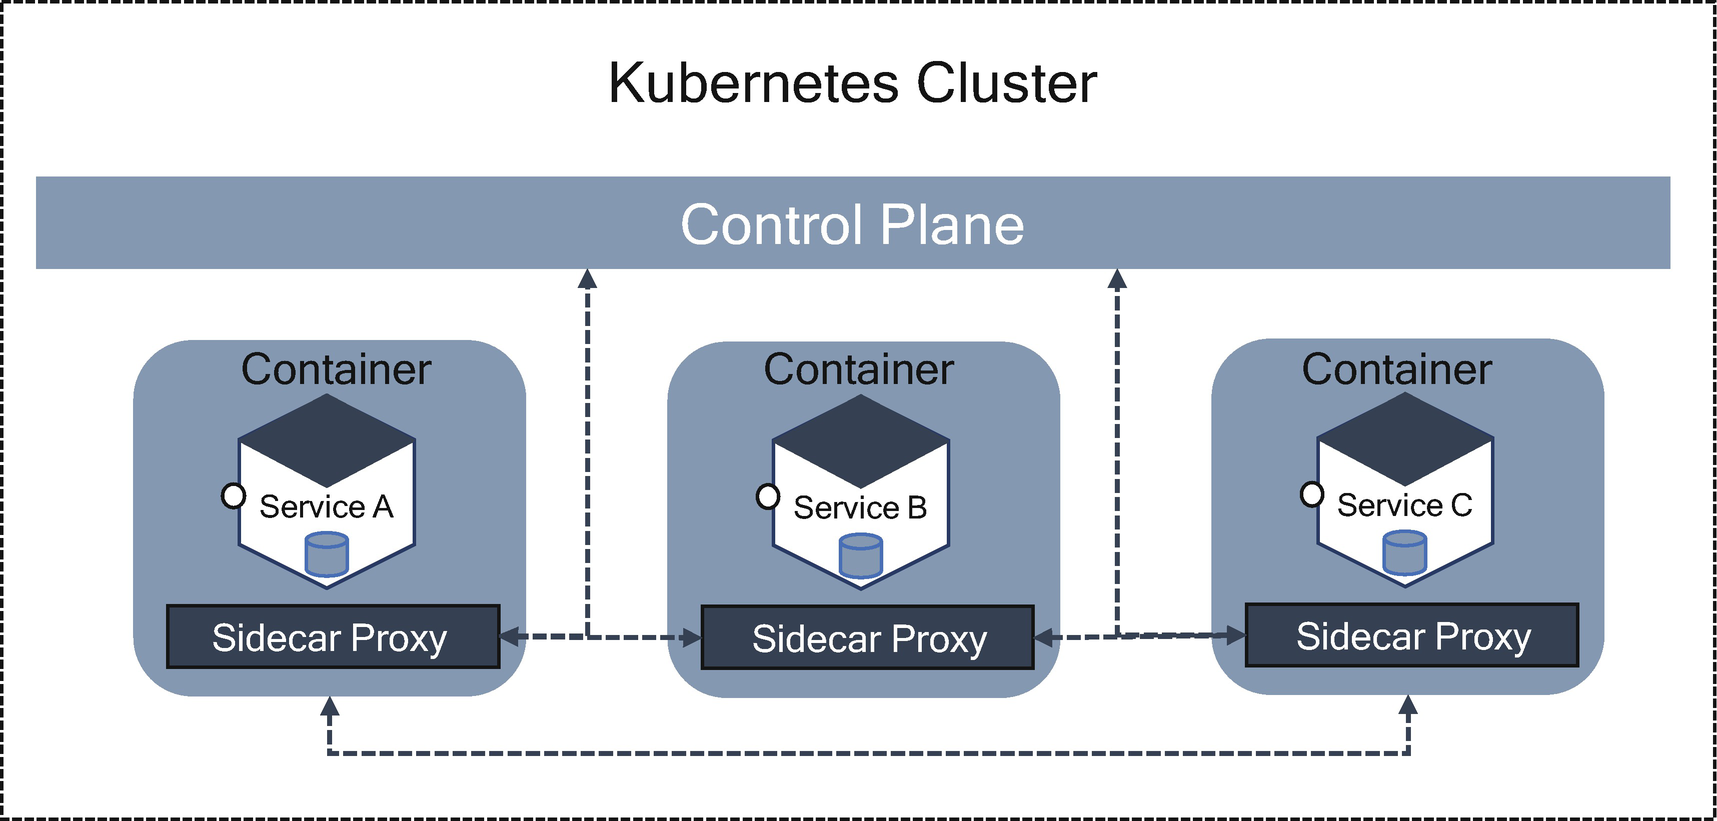 Kubernetes Cluster
Control Plane
Container
Service A
Sidecar Proxy
Container
Service B
Sidecar Proxy
Container
Service C
Sidecar Proxy